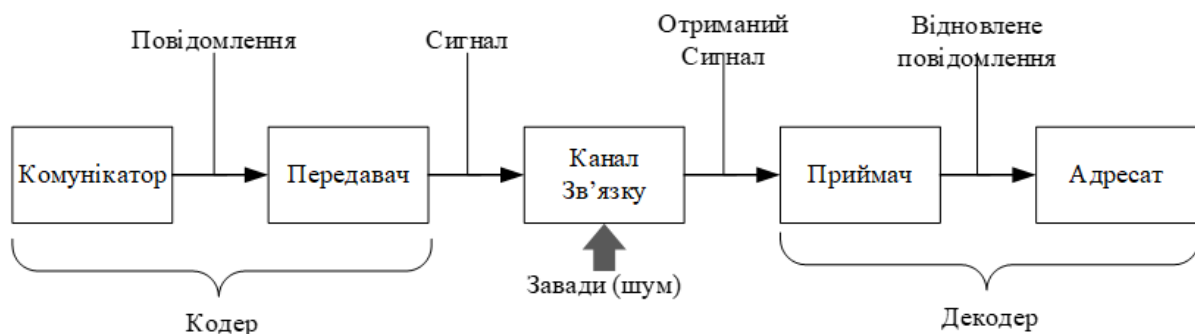 Повідомлення
Сигнал
Отриманий
Сигнал
Відновлене
повідомлення
Комунікатор
Передавач
Канал
Зв’язку
Приймач
Адресат
Завади (шум)
Кодер
Декодер